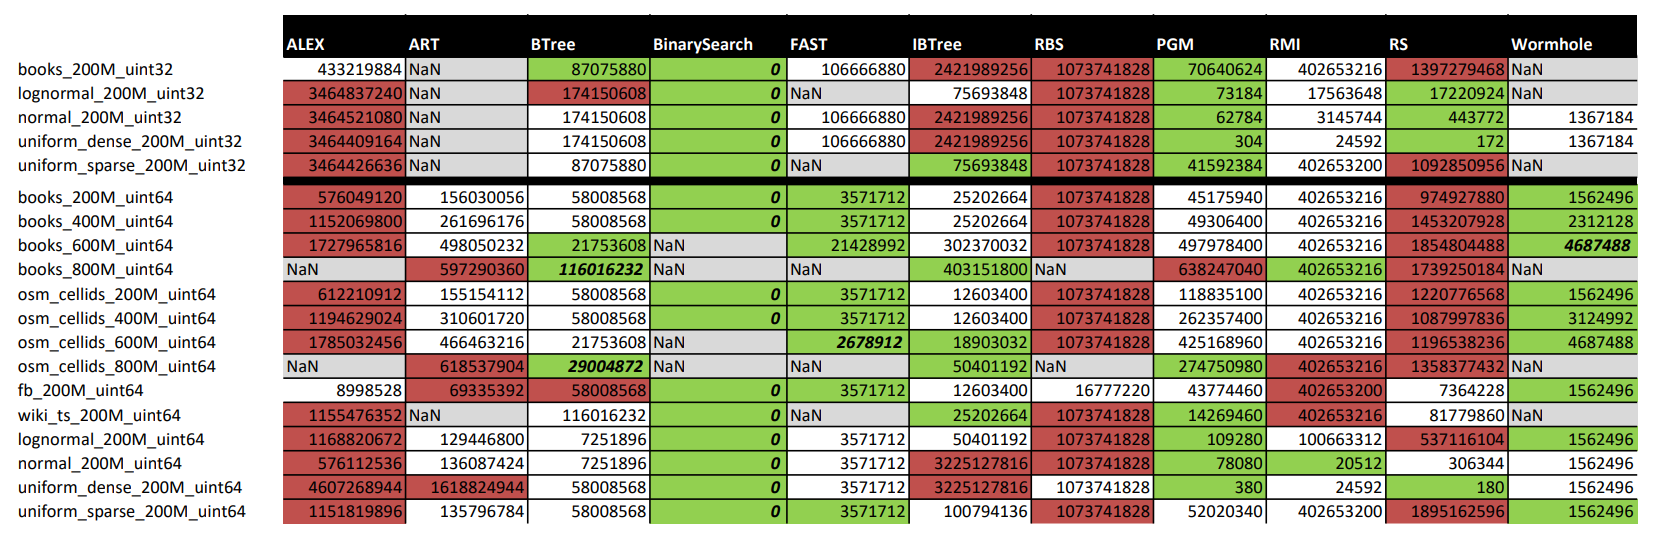 ALEX ART BTree BinarySearch FAST IBTree RBS PGM RMI RS Wormhole
books_200M_uint32 433219884 NaN 87075880 0 106666880 2421989256 1073741828 70640624 402653216 1397279468 NaN
lognormal_200M_uint32 3464837240 NaN 174150608 0 NaN 75693848 1073741828 73184 17563648 17220924 NaN
normal_200M_uint32 3464521080 NaN 174150608 0 106666880 2421989256 1073741828 62784 3145744 443772 1367184
uniform_dense_200M_uint32 3464409164 NaN 174150608 0 106666880 2421989256 1073741828 304 24592 172 1367184
uniform_sparse_200M_uint32 3464426636 NaN 87075880 0 NaN 75693848 1073741828 41592384 402653200 1092850956 NaN
books_200M_uint64 576049120 156030056 58008568 0 3571712 25202664 1073741828 45175940 402653216 974927880 1562496
books_400M_uint64 1152069800 261696176 58008568 0 3571712 25202664 1073741828 49306400 402653216 1453207928 2312128
books_600M_uint64 1727965816 498050232 21753608 NaN 21428992 302370032 1073741828 497978400 402653216 1854804488 4687488
books_800M_uint64 NaN 597290360 116016232 NaN NaN 403151800 NaN 638247040 402653216 1739250184 NaN
osm_cellids_200M_uint64 612210912 155154112 58008568 0 3571712 12603400 1073741828 118835100 402653216 1220776568 1562496
osm_cellids_400M_uint64 1194629024 310601720 58008568 0 3571712 12603400 1073741828 262357400 402653216 1087997836 3124992
osm_cellids_600M_uint64 1785032456 466463216 21753608 NaN 2678912 18903032 1073741828 425168960 402653216 1196538236 4687488
osm_cellids_800M_uint64 NaN 618537904 29004872 NaN NaN 50401192 NaN 274750980 402653216 1358377432 NaN
fb_200M_uint64 8998528 69335392 58008568 0 3571712 12603400 16777220 43774460 402653200 7364228 1562496
wiki_ts_200M_uint64 1155476352 NaN 116016232 0 NaN 25202664 1073741828 14269460 402653216 81779860 NaN
lognormal_200M_uint64 1168820672 129446800 7251896 0 3571712 50401192 1073741828 109280 100663312 537116104 1562496
normal_200M_uint64 576112536 136087424 7251896 0 3571712 3225127816 1073741828 78080 20512 306344 1562496
uniform_dense_200M_uint64 4607268944 1618824944 58008568 0 3571712 3225127816 1073741828 380 24592 180 1562496
uniform_sparse_200M_uint64 1151819896 135796784 58008568 0 3571712 100794136 1073741828 52020340 402653200 1895162596 1562496